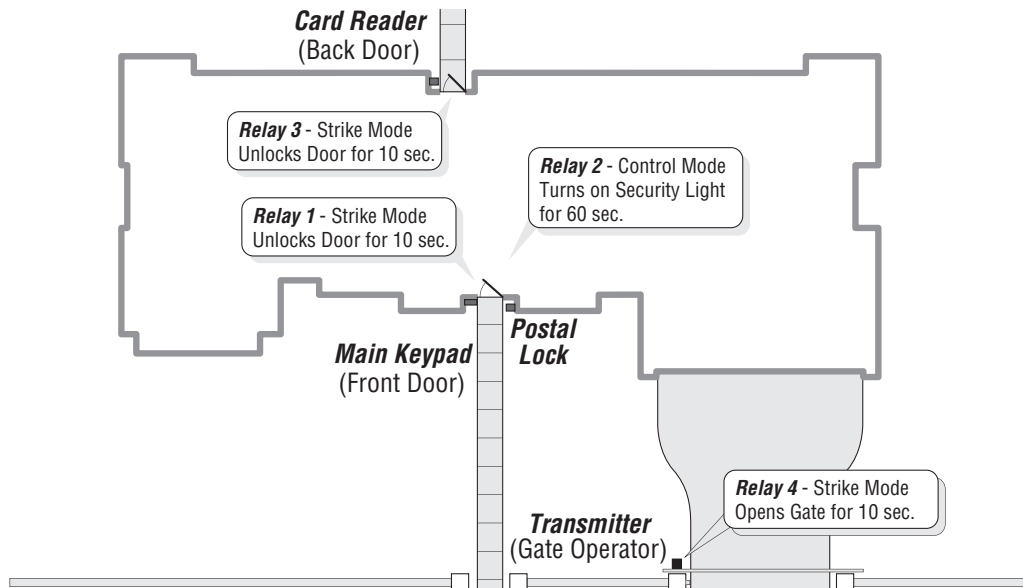 Card Reader
(Back Door)
Relay 3 - Strike Mode
Unlocks Door for 10 sec.
Relay 2 - Control Mode
Turns on Security Light
for 60 sec.
Relay 1 - Strike Mode
Unlocks Door for 10 sec.
Postal
Lock
Main Keypad
(Front Door)
Relay 4 - Strike Mode
Opens Gate for 10 sec.
Transmitter
(Gate Operator)